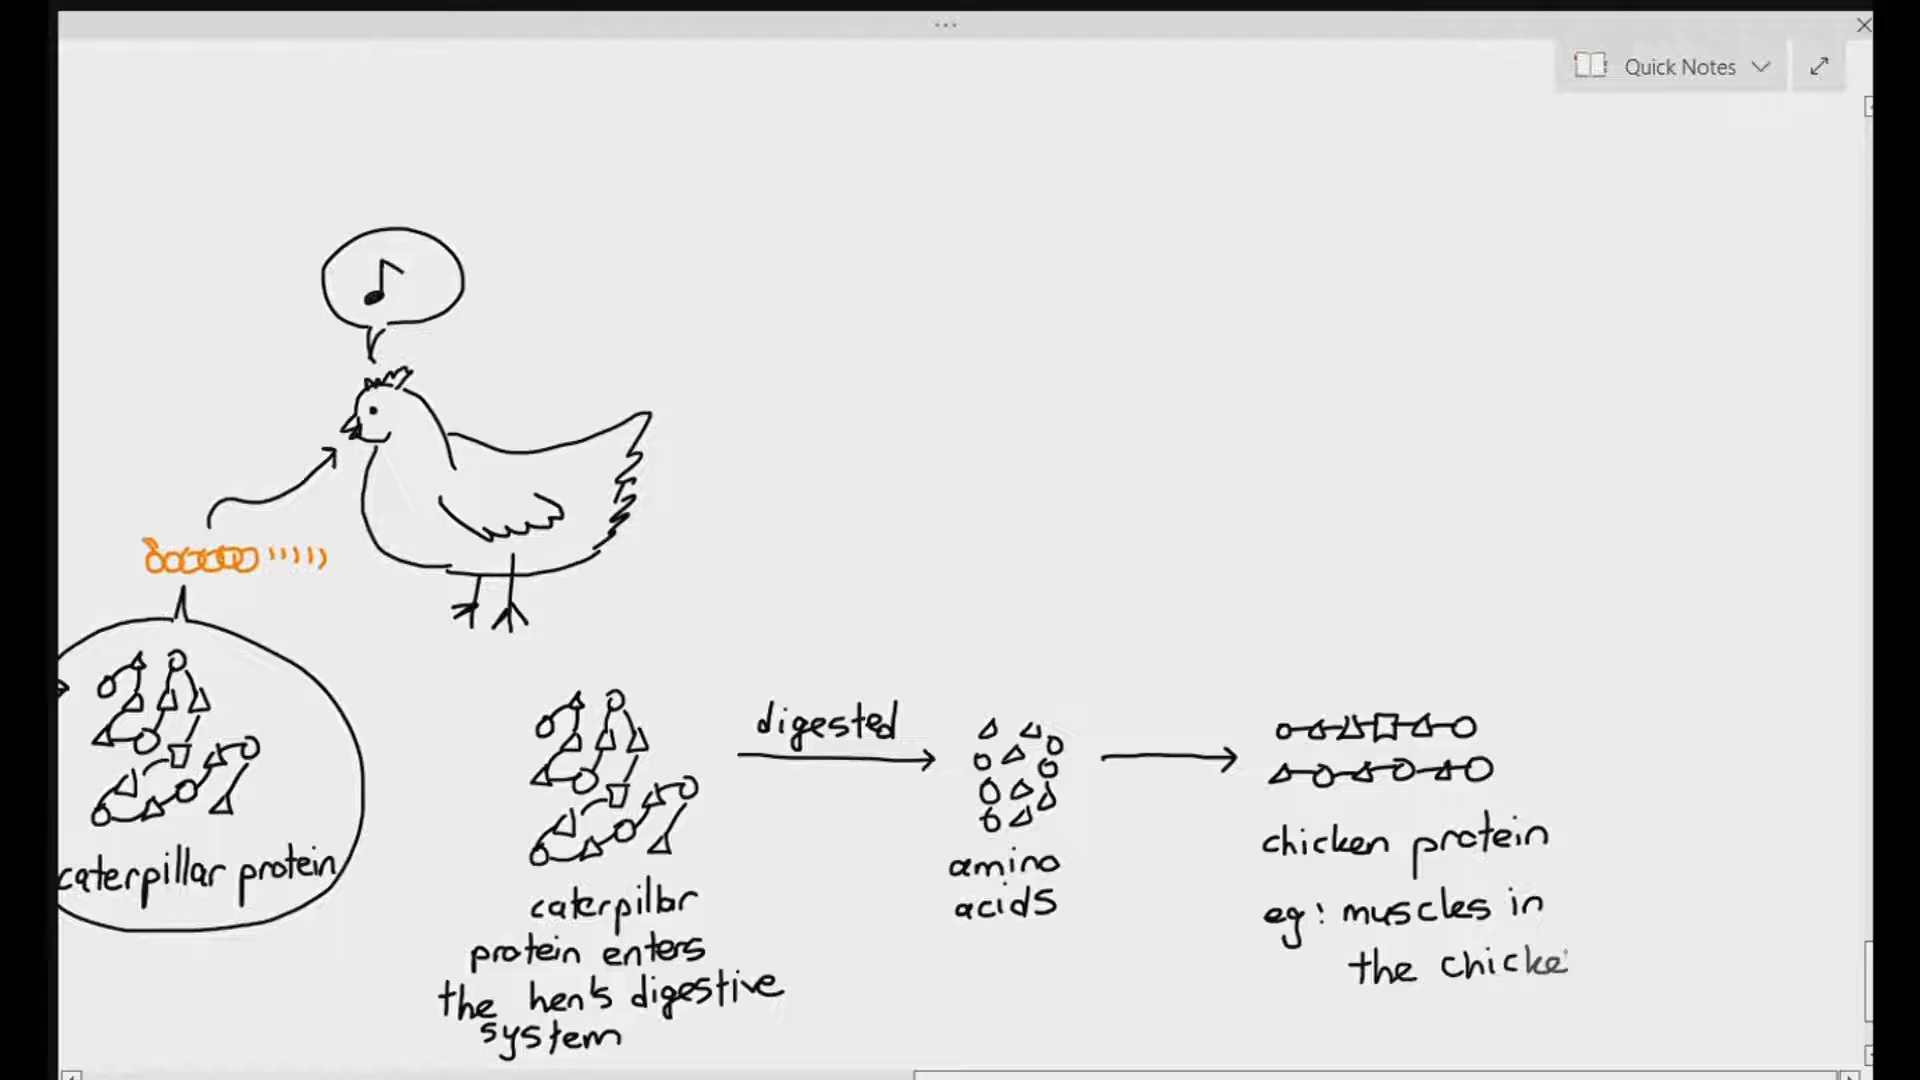 Quick Notes
digested
caterpillar protein
caterpillar
protein enters
the hen's digestive
system
amino
acids
chicken protein
eg: muscles in
the chicke